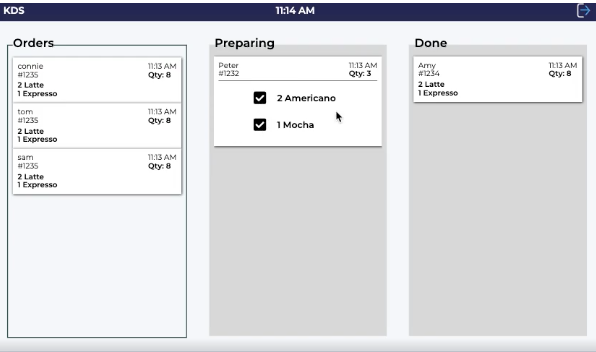 KDS
11:14 AM
Orders
connie 11:13 AM
#1235 Qty: 8
2 Latte
1 Expresso
tom 11:13 AM
#1235 Qty: 8
2 Latte
1 Expresso
sam 11:13 AM
#1235 Qty: 8
2 Latte
1 Expresso
Preparing
Peter 11:13 AM
#1232 Qty: 3
2 Americano
1 Mocha
Done
Amy 11:13 AM
#1234 Qty: 8
2 Latte
1 Expresso